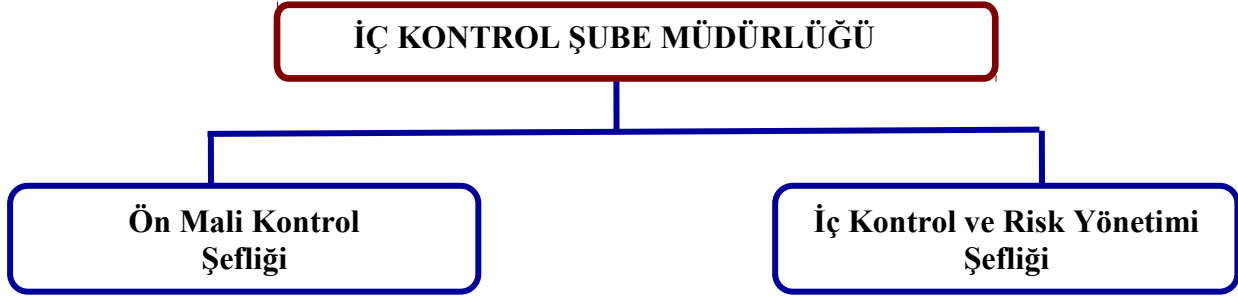 İÇ KONTROL ŞUBE MÜDÜRLÜĞÜ
Ön Mali Kontrol
Şefliği
İç Kontrol ve Risk Yönetimi
Şefliği